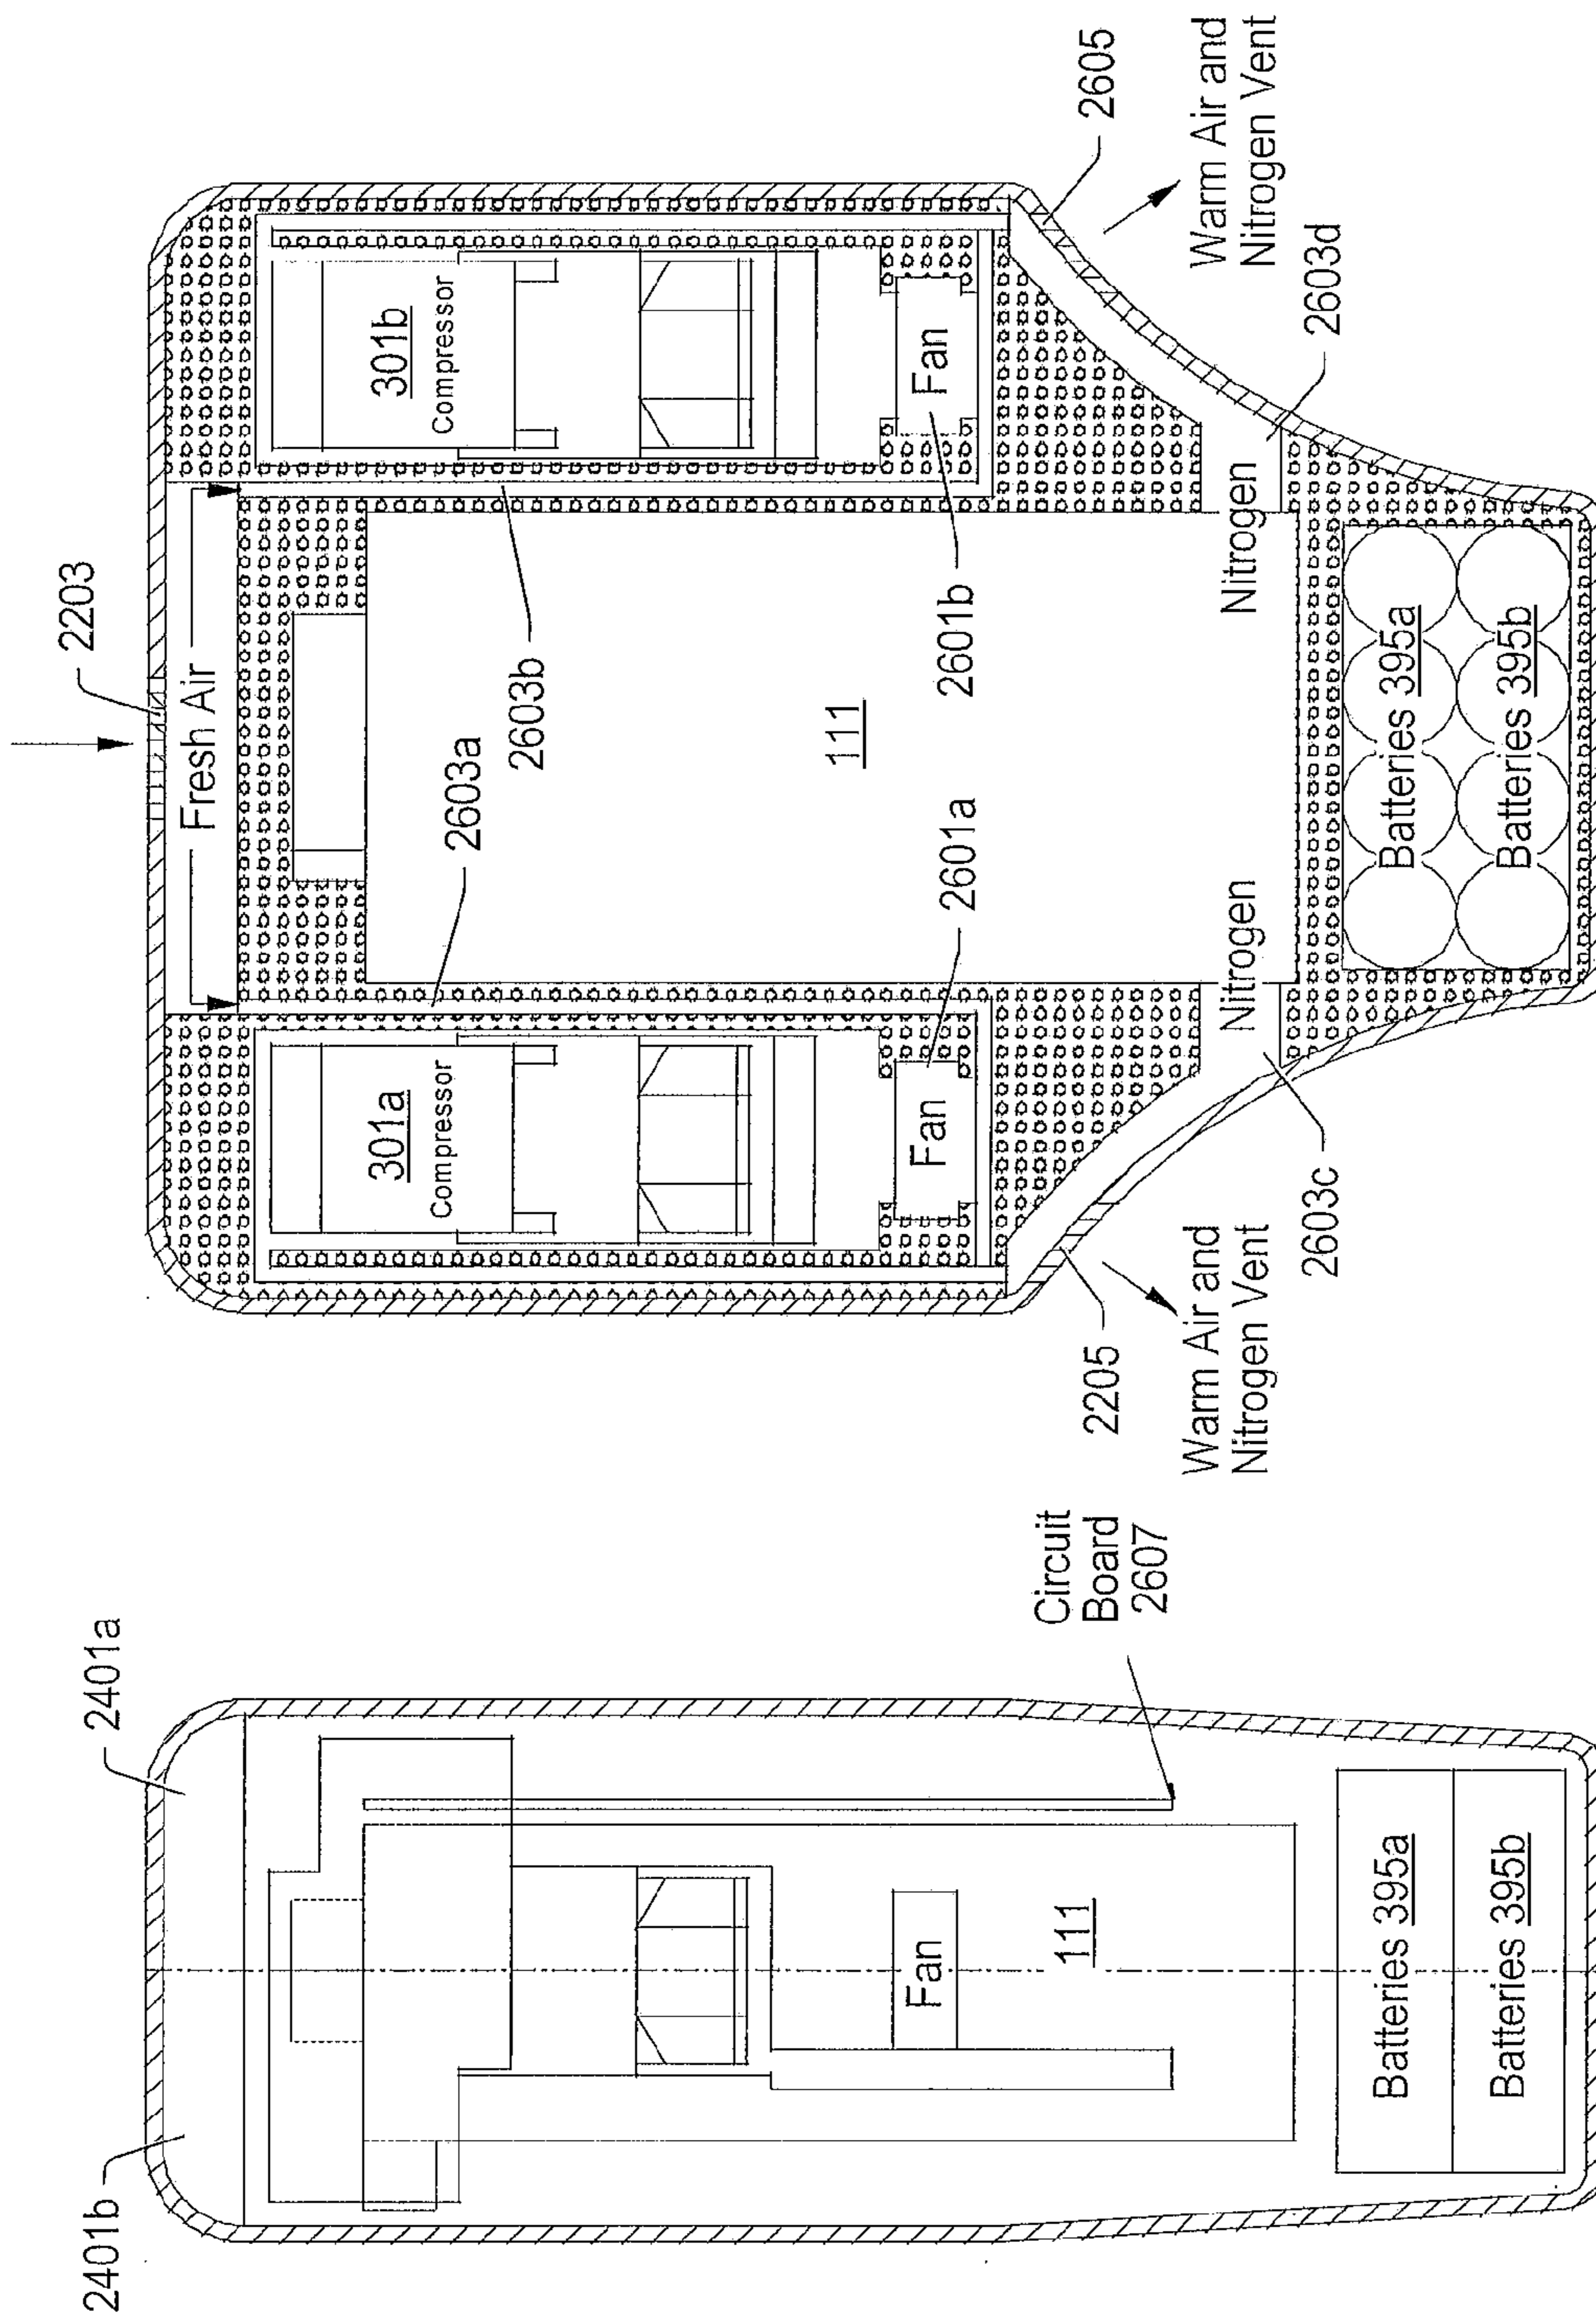 2401b
2401a
Circuit
Board
2607
Fan
111
Batteries 395a
Batteries 395b
2203
Fresh Air
2603a
2603b
301a
Compressor
301b
Compressor
111
2601a
2601b
Fan
Fan
2205
Warm Air and
Nitrogen Vent
2605
Warm Air and
Nitrogen Vent
2603c
2603d
Nitrogen
Nitrogen
Batteries 395a
Batteries 395b